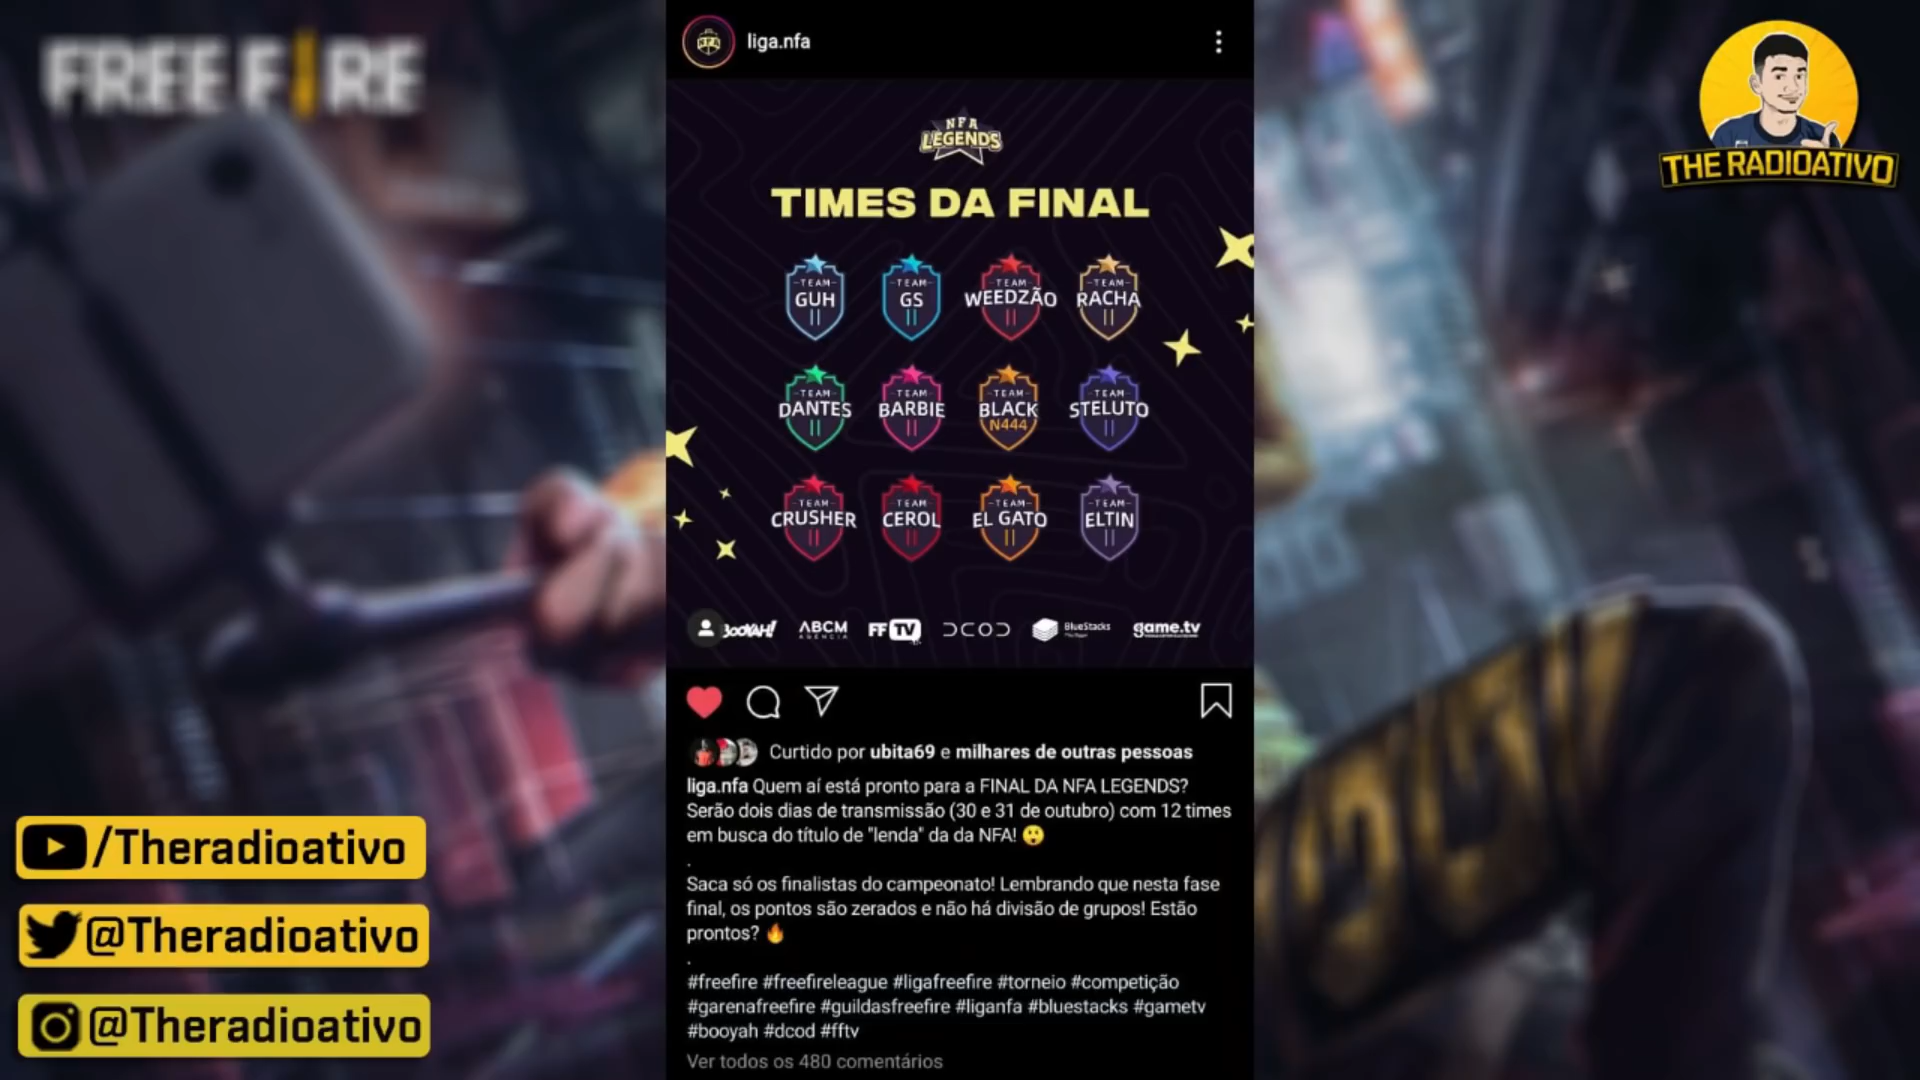 FREE FIRE
THE RADIOATIVO
/Theradioativo
@Theradioativo
@Theradioativo
liga.nfa
NFA
NFA
LEGENDS
TIMES DA FINAL
TEAM
GUH
TEAM
GS
TEAM
WEEDZÃO
TEAM
RACHA
TEAM
DANTES
TEAM
BARBIE
TEAM
BLACK
N444
TEAM
STELUTO
TEAM
CRUSHER
TEAM
CEROL
TEAM
EL GATO
TEAM
ELTIN
BOOYAH!
ABCM
AGENCIA
FF TV
DCOD
BlueStacks
game.tv
Curtido por ubita69 e milhares de outras pessoas
liga.nfa Quem aí está pronto para a FINAL DA NFA LEGENDS?
Serão dois dias de transmissão (30 e 31 de outubro) com 12 times
em busca do título de "lenda" da da NFA! 😲
.
Saca só os finalistas do campeonato! Lembrando que nesta fase
final, os pontos são zerados e não há divisão de grupos! Estão
prontos? 🔥
.
#freefire #freefireleague #ligafreefire #torneio #competição
#garenafreefire #guildasfreefire #liganfa #bluestacks #gametv
#booyah #dcod #fftv
Ver todos os 480 comentários